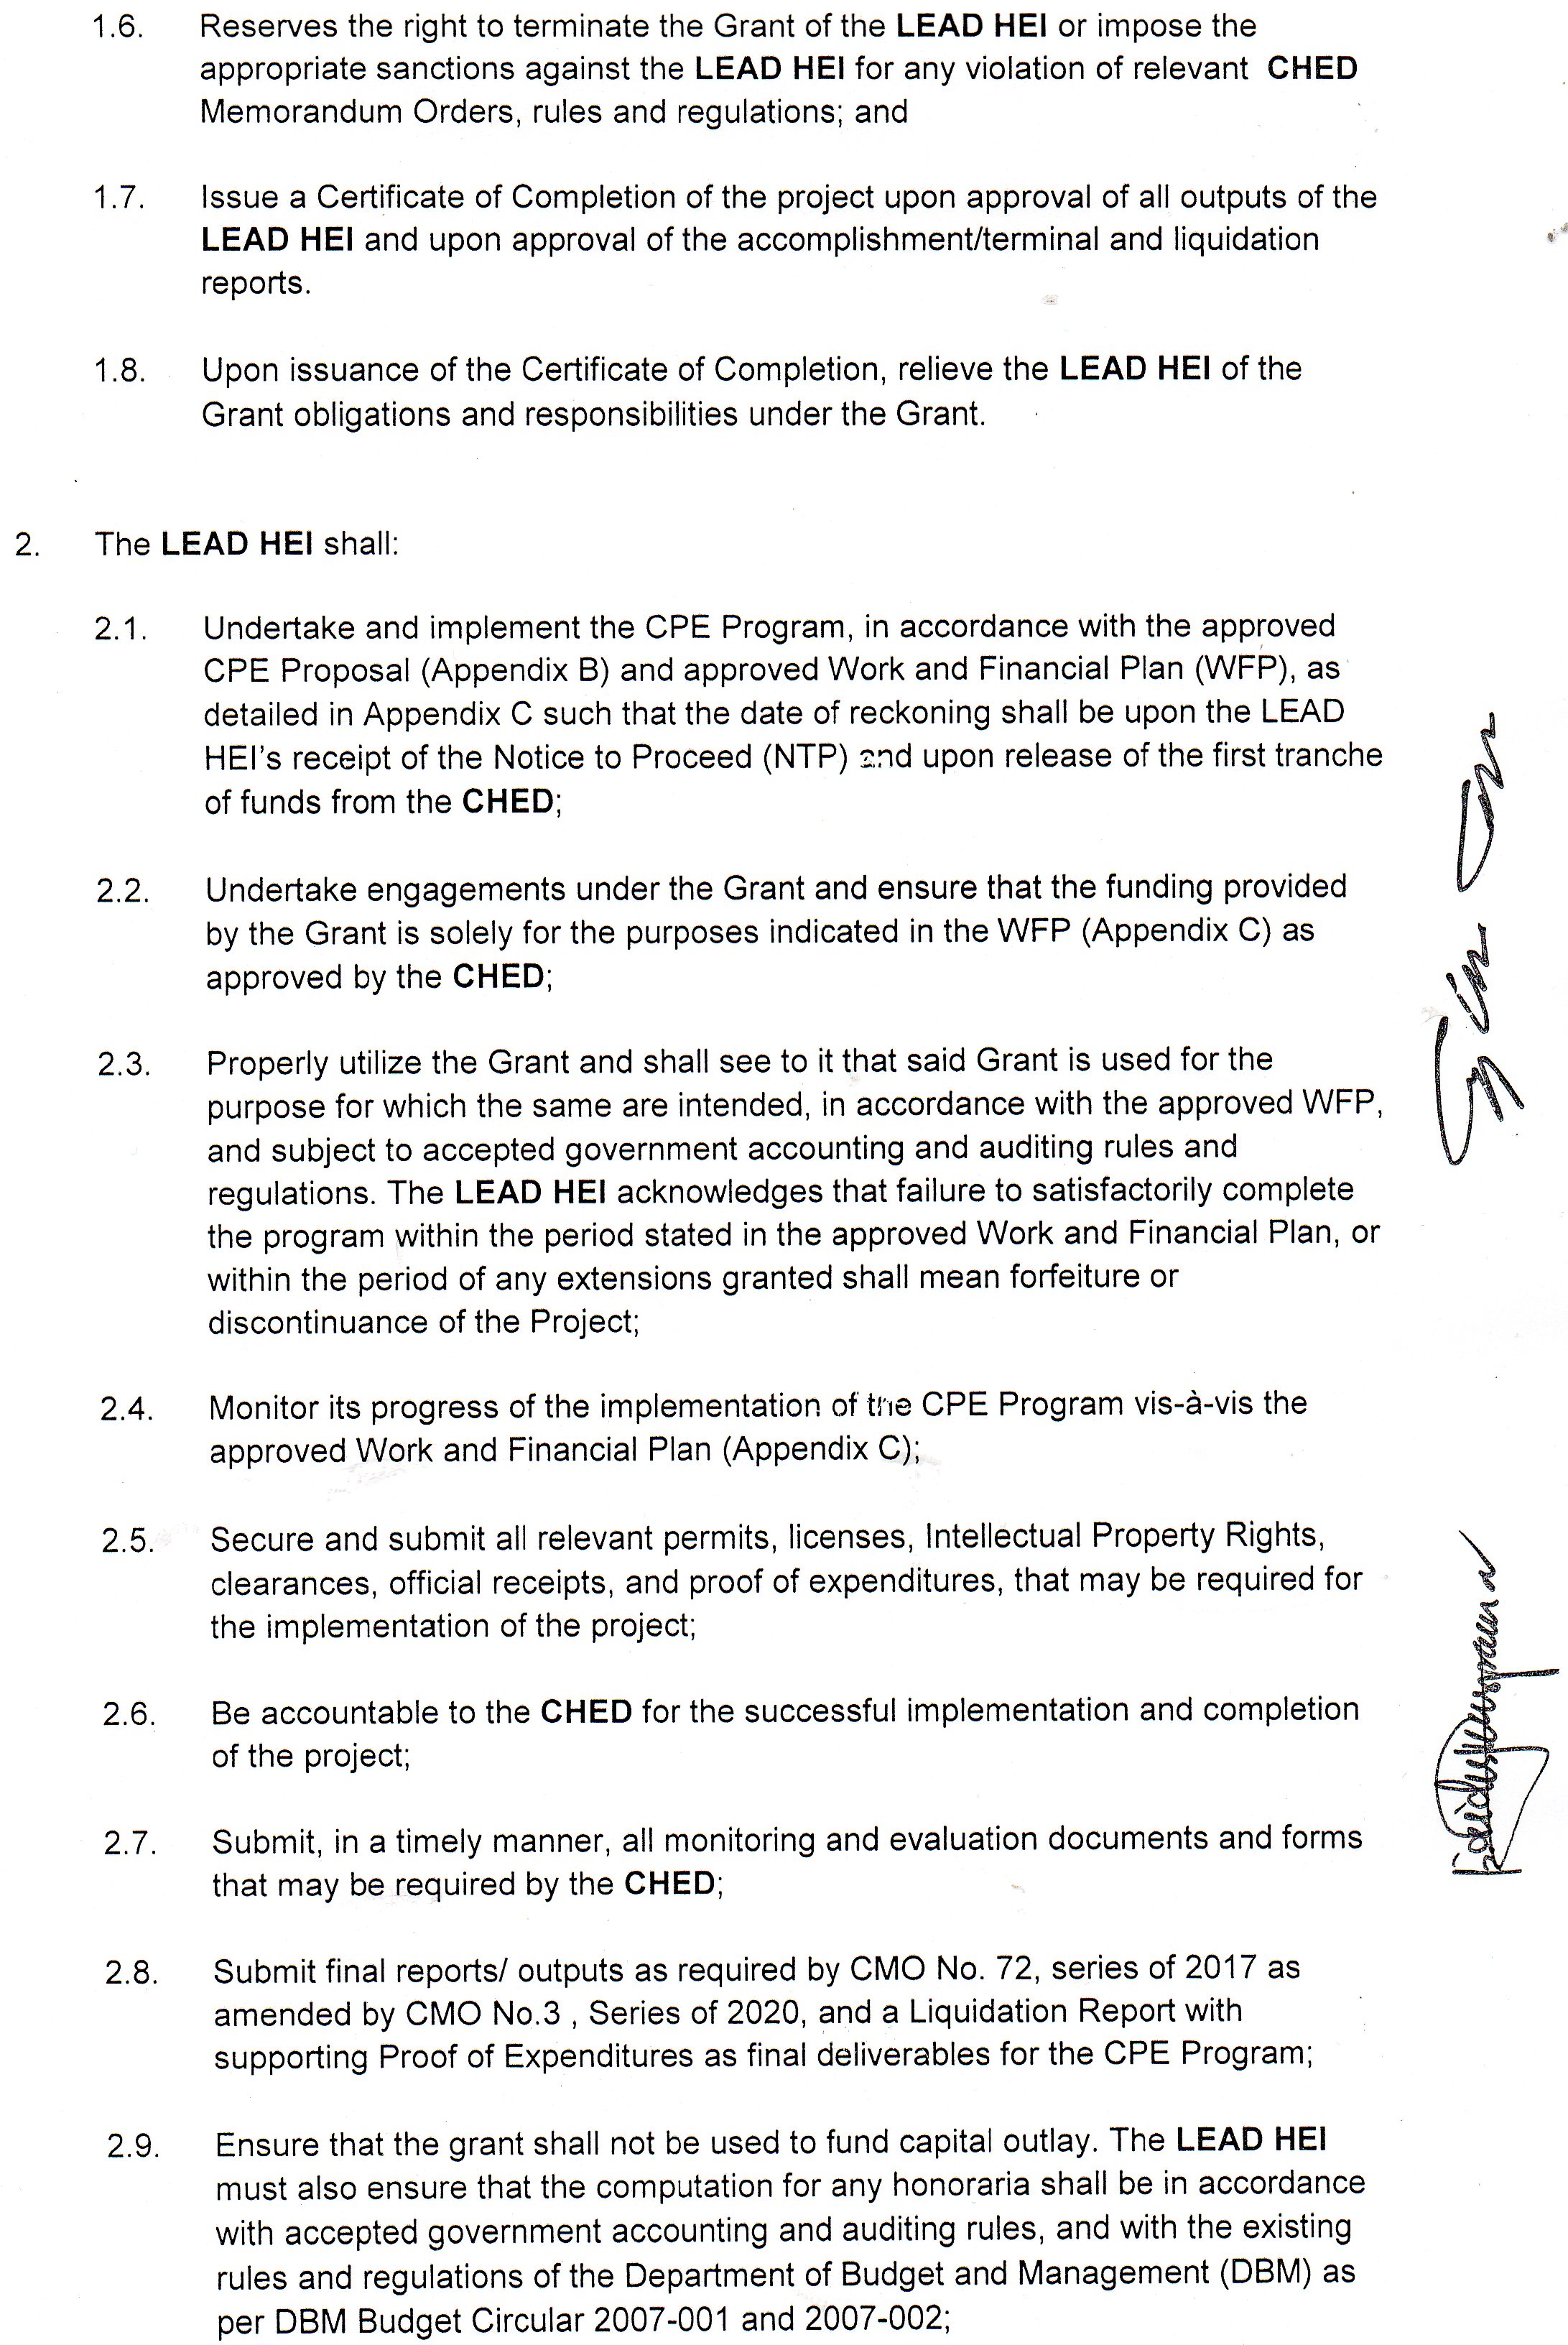 1.6. Reserves the right to terminate the Grant of the LEAD HEI or impose the
appropriate sanctions against the LEAD HEI for any violation of relevant CHED
Memorandum Orders, rules and regulations; and
1.7. Issue a Certificate of Completion of the project upon approval of all outputs of the
LEAD HEI and upon approval of the accomplishment/terminal and liquidation
reports.
1.8. Upon issuance of the Certificate of Completion, relieve the LEAD HEI of the
Grant obligations and responsibilities under the Grant.
2. The LEAD HEI shall:
2.1. Undertake and implement the CPE Program, in accordance with the approved
CPE Proposal (Appendix B) and approved Work and Financial Plan (WFP), as
detailed in Appendix C such that the date of reckoning shall be upon the LEAD
HEI's receipt of the Notice to Proceed (NTP) and upon release of the first tranche
of funds from the CHED;
2.2. Undertake engagements under the Grant and ensure that the funding provided
by the Grant is solely for the purposes indicated in the WFP (Appendix C) as
approved by the CHED;
2.3. Properly utilize the Grant and shall see to it that said Grant is used for the
purpose for which the same are intended, in accordance with the approved WFP,
and subject to accepted government accounting and auditing rules and
regulations. The LEAD HEI acknowledges that failure to satisfactorily complete
the program within the period stated in the approved Work and Financial Plan, or
within the period of any extensions granted shall mean forfeiture or
discontinuance of the Project;
2.4. Monitor its progress of the implementation of the CPE Program vis-à-vis the
approved Work and Financial Plan (Appendix C);
2.5. Secure and submit all relevant permits, licenses, Intellectual Property Rights,
clearances, official receipts, and proof of expenditures, that may be required for
the implementation of the project;
2.6. Be accountable to the CHED for the successful implementation and completion
of the project;
2.7. Submit, in a timely manner, all monitoring and evaluation documents and forms
that may be required by the CHED;
2.8. Submit final reports/ outputs as required by CMO No. 72, series of 2017 as
amended by CMO No.3 , Series of 2020, and a Liquidation Report with
supporting Proof of Expenditures as final deliverables for the CPE Program;
2.9. Ensure that the grant shall not be used to fund capital outlay. The LEAD HEI
must also ensure that the computation for any honoraria shall be in accordance
with accepted government accounting and auditing rules, and with the existing
rules and regulations of the Department of Budget and Management (DBM) as
per DBM Budget Circular 2007-001 and 2007-002;